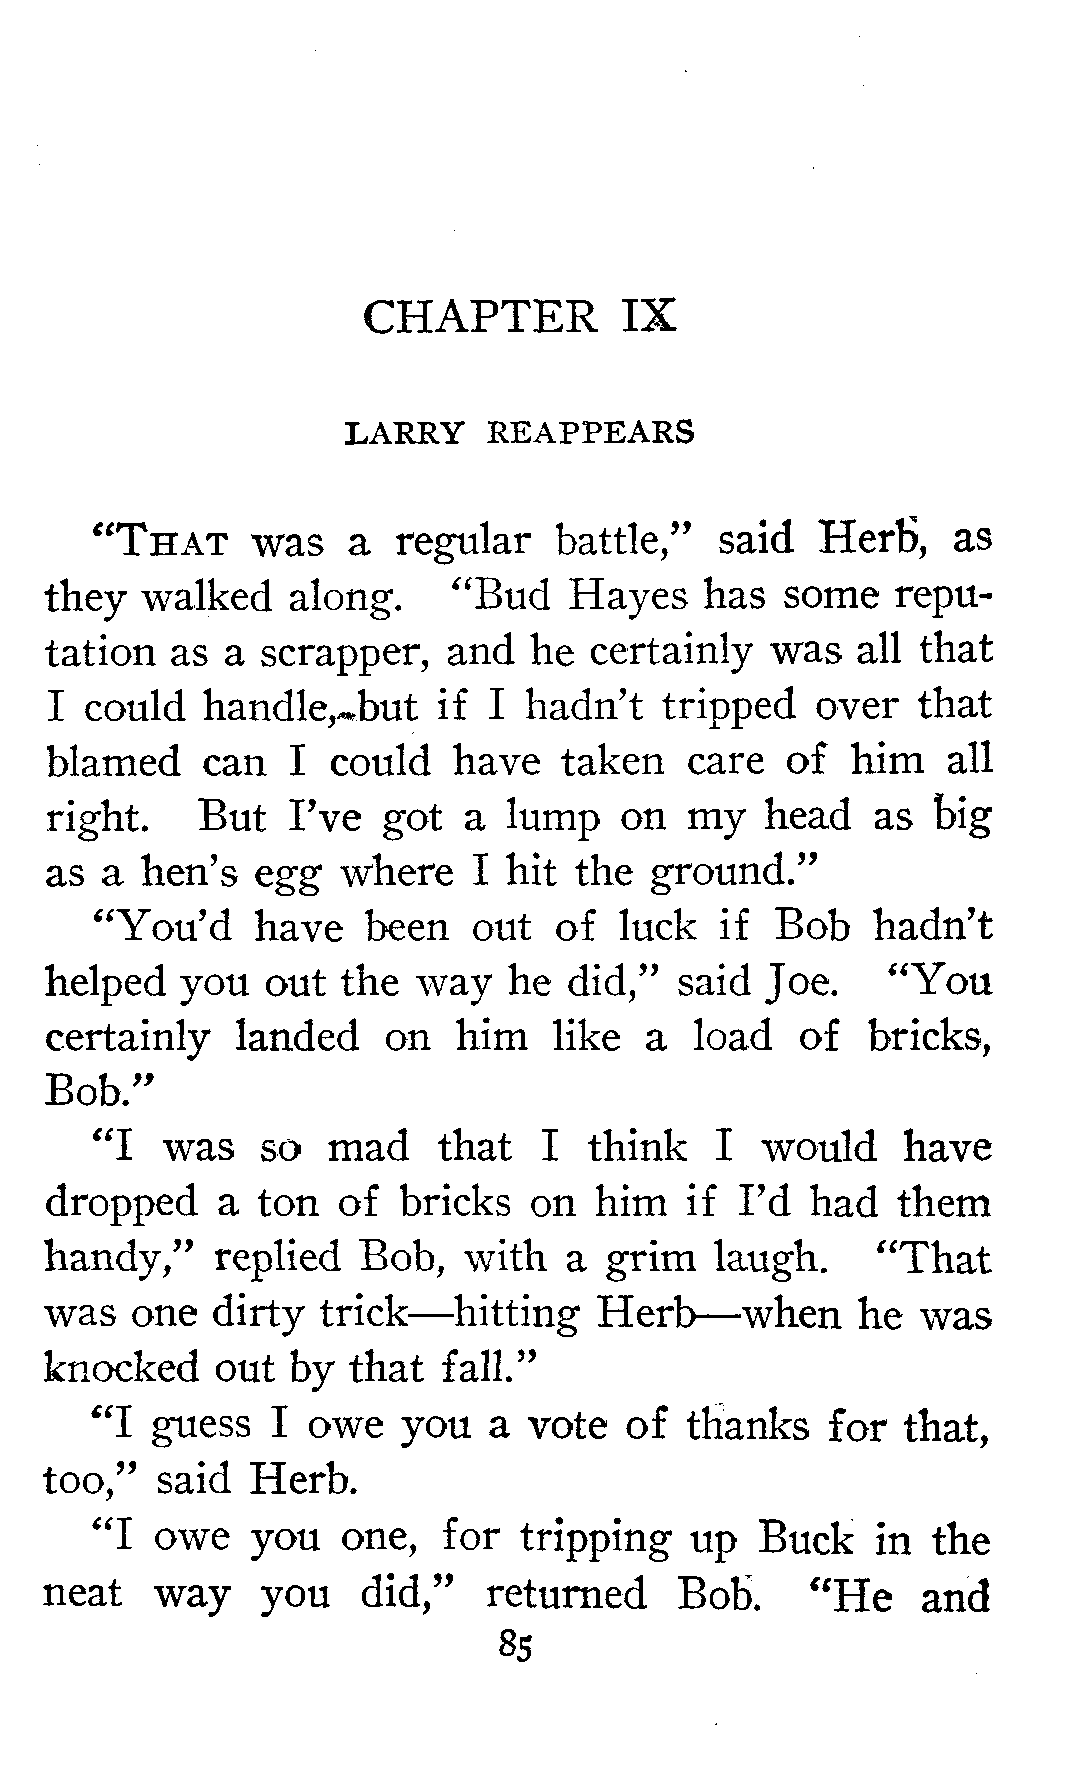 CHAPTER IX
LARRY REAPPEARS
“THAT was a regular battle,” said Herb, as
they walked along. “Bud Hayes has some repu-
tation as a scrapper, and he certainly was all that
I could handle, but if I hadn’t tripped over that
blamed can I could have taken care of him all
right. But I’ve got a lump on my head as big
as a hen’s egg where I hit the ground.”
“You’d have been out of luck if Bob hadn’t
helped you out the way he did,” said Joe. “You
certainly landed on him like a load of bricks,
Bob.”
“I was so mad that I think I would have
dropped a ton of bricks on him if I’d had them
handy,” replied Bob, with a grim laugh. “That
was one dirty trick—hitting Herb—when he was
knocked out by that fall.”
“I guess I owe you a vote of thanks for that,
too,” said Herb.
“I owe you one, for tripping up Buck in the
neat way you did,” returned Bob. “He and
85